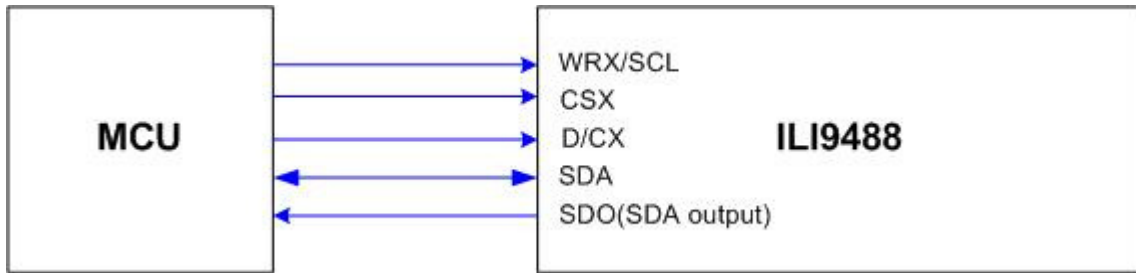 MCU
WRX/SCL
CSX
D/CX
SDA
SDO(SDA output)
ILI9488